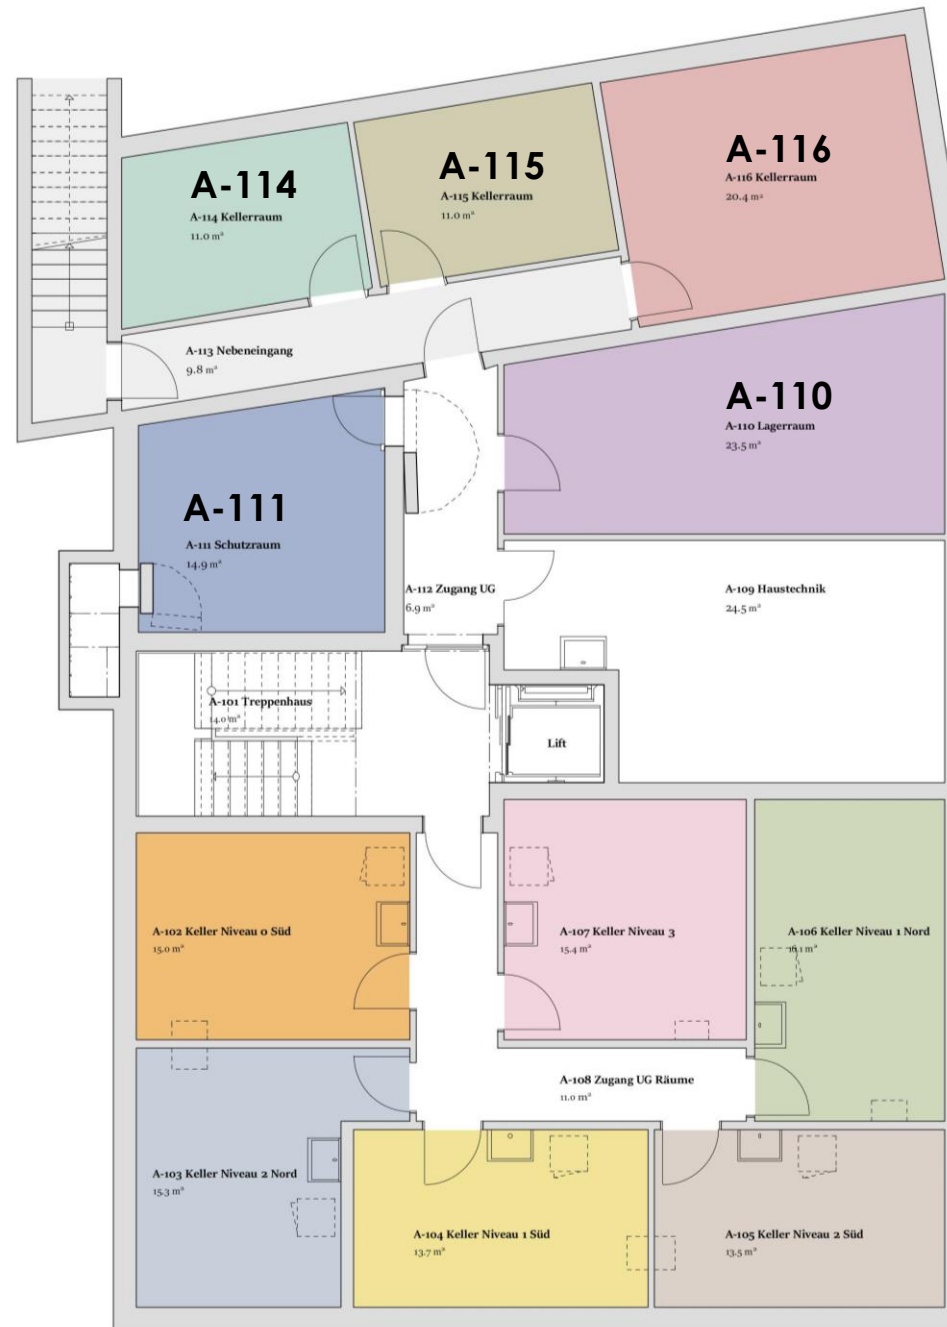 A-114
A-114 Kellerraum
11.0 m²
A-115
A-115 Kellerraum
11.0 m²
A-116
A-116 Kellerraum
20.4 m²
A-113 Nebeneingang
9.8 m²
A-110
A-110 Lagerraum
23.5 m²
A-111
A-111 Schutzraum
14.9 m²
A-112 Zugang UG
6.9 m²
A-109 Haustechnik
24.5 m²
A-101 Treppenhaus
14.0 m²
Lift
A-102 Keller Niveau 0 Süd
15.0 m²
A-107 Keller Niveau 3
15.4 m²
A-106 Keller Niveau 1 Nord
16.1 m²
A-108 Zugang UG Räume
11.0 m²
A-103 Keller Niveau 2 Nord
15.3 m²
A-104 Keller Niveau 1 Süd
13.7 m²
A-105 Keller Niveau 2 Süd
13.5 m²